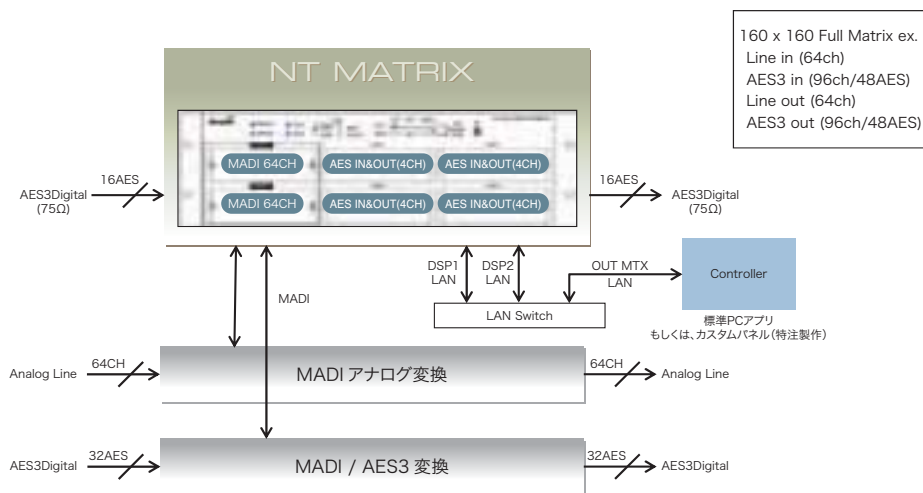 160 x 160 Full Matrix ex.
Line in (64ch)
AES3 in (96ch/48AES)
Line out (64ch)
AES3 out (96ch/48AES)
NT MATRIX
MADI 64CH
AES IN&OUT(4CH)
AES IN&OUT(4CH)
MADI 64CH
AES IN&OUT(4CH)
AES IN&OUT(4CH)
16AES
AES3Digital
(75Ω)
16AES
AES3Digital
(75Ω)
DSP1
LAN
DSP2
LAN
OUT MTX
LAN
Controller
MADI
LAN Switch
標準PCアプリ
もしくは、カスタムパネル(特注製作)
64CH
Analog Line
MADI アナログ変換
64CH
Analog Line
32AES
AES3Digital
MADI / AES3 変換
32AES
AES3Digital